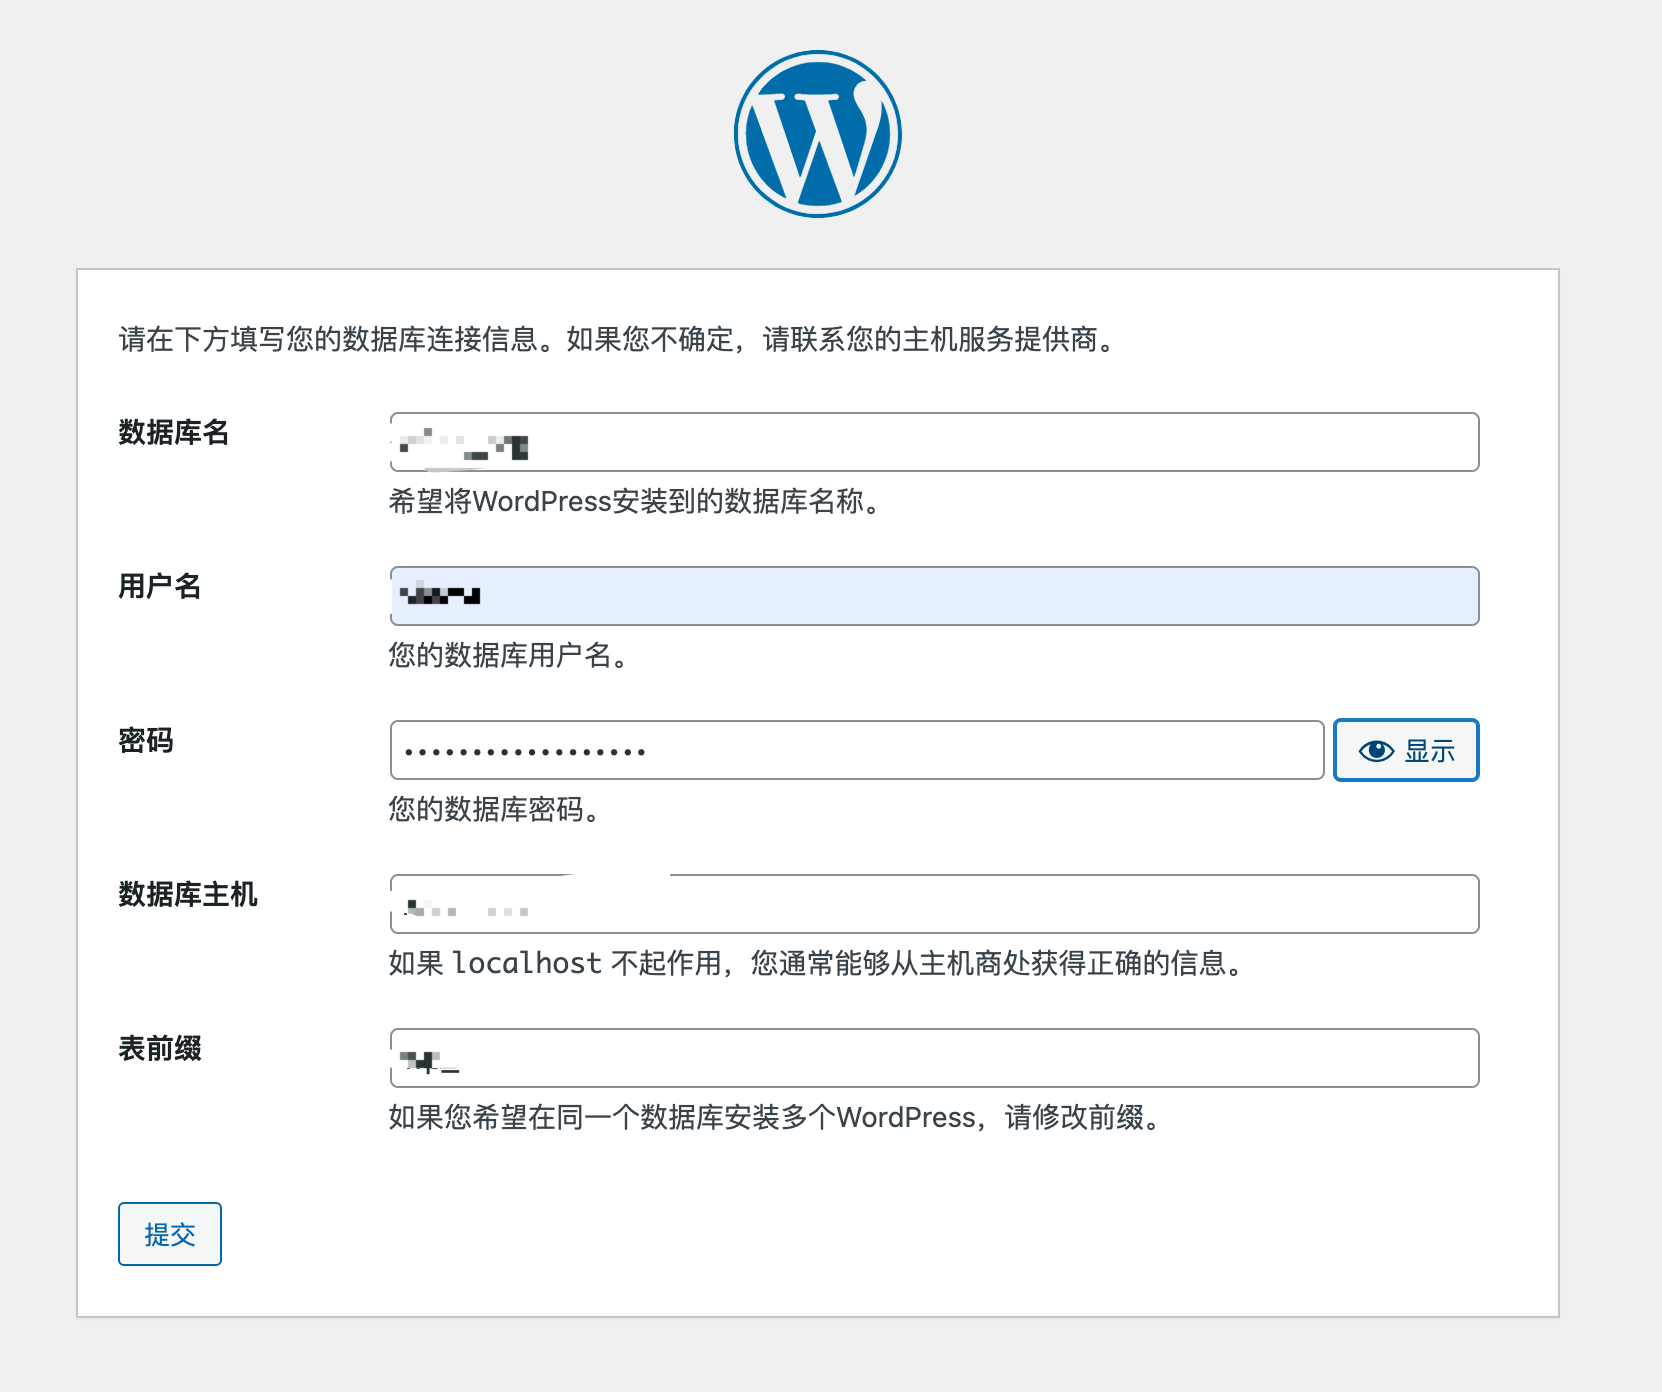 请在下方填写您的数据库连接信息。如果您不确定，请联系您的主机服务提供商。
数据库名
希望将WordPress安装到的数据库名称。
用户名
您的数据库用户名。
密码
••••••••••••••••••
显示
您的数据库密码。
数据库主机
如果 localhost 不起作用，您通常能够从主机商处获得正确的信息。
表前缀
如果您希望在同一个数据库安装多个WordPress，请修改前缀。
提交